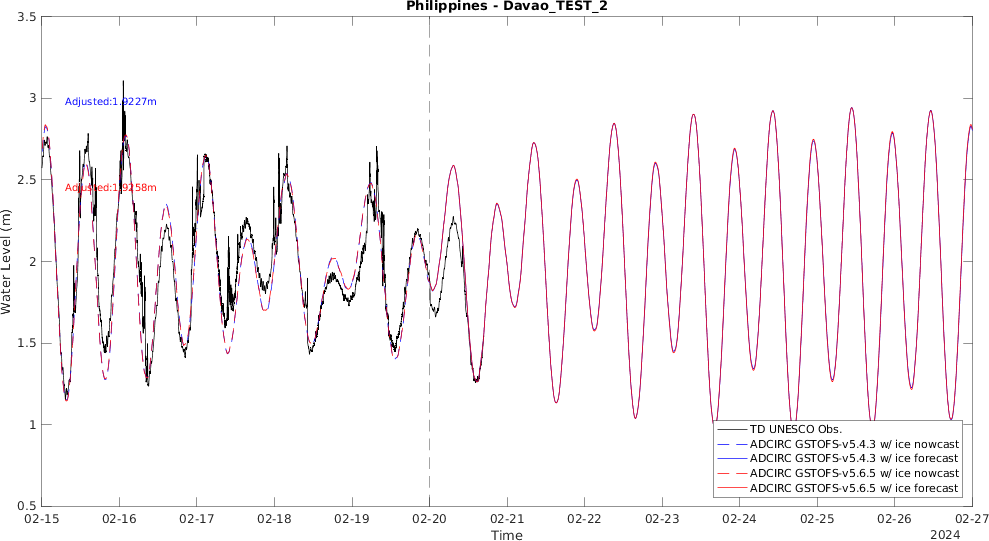 Philippines - Davao_TEST_2
3.5
3
2.5
2
1.5
1
0.5
Water Level (m)
Adjusted:1.9227m
Adjusted:1.9258m
TD UNESCO Obs.
ADCIRC GSTOFS-v5.4.3 w/ ice nowcast
ADCIRC GSTOFS-v5.4.3 w/ ice forecast
ADCIRC GSTOFS-v5.6.5 w/ ice nowcast
ADCIRC GSTOFS-v5.6.5 w/ ice forecast
02-15 02-16 02-17 02-18 02-19 02-20 02-21 02-22 02-23 02-24 02-25 02-26 02-27
Time
2024